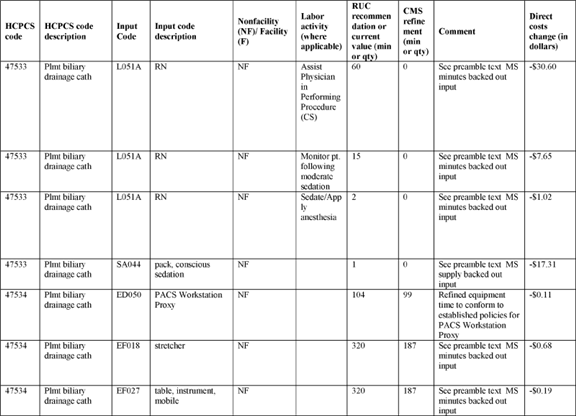 HCPCS code | HCPCS code description | Input Code | Input code description | Nonfacility (NF)/ Facility (F) | Labor activity (where applicable) | RUC recommen dation or current value (min or qty) | CMS refine ment (min or qty) | Comment | Direct costs change (in dollars)
47533 | Plmt biliary drainage cath | L051A | RN | NF | Assist Physician in Performing Procedure (CS) | 60 | 0 | See preamble text MS minutes backed out input | -$30.60
47533 | Plmt biliary drainage cath | L051A | RN | NF | Monitor pt. following moderate sedation | 15 | 0 | See preamble text MS minutes backed out input | -$7.65
47533 | Plmt biliary drainage cath | L051A | RN | NF | Sedate/App ly anesthesia | 2 | 0 | See preamble text MS minutes backed out input | -$1.02
47533 | Plmt biliary drainage cath | SA044 | pack, conscious sedation | NF | | 1 | 0 | See preamble text MS supply backed out input | -$17.31
47534 | Plmt biliary drainage cath | ED050 | PACS Workstation Proxy | NF | | 104 | 99 | Refined equipment time to conform to established policies for PACS Workstation Proxy | -$0.11
47534 | Plmt biliary drainage cath | EF018 | stretcher | NF | | 320 | 187 | See preamble text MS minutes backed out input | -$0.68
47534 | Plmt biliary drainage cath | EF027 | table, instrument, mobile | NF | | 320 | 187 | See preamble text MS minutes backed out input | -$0.19